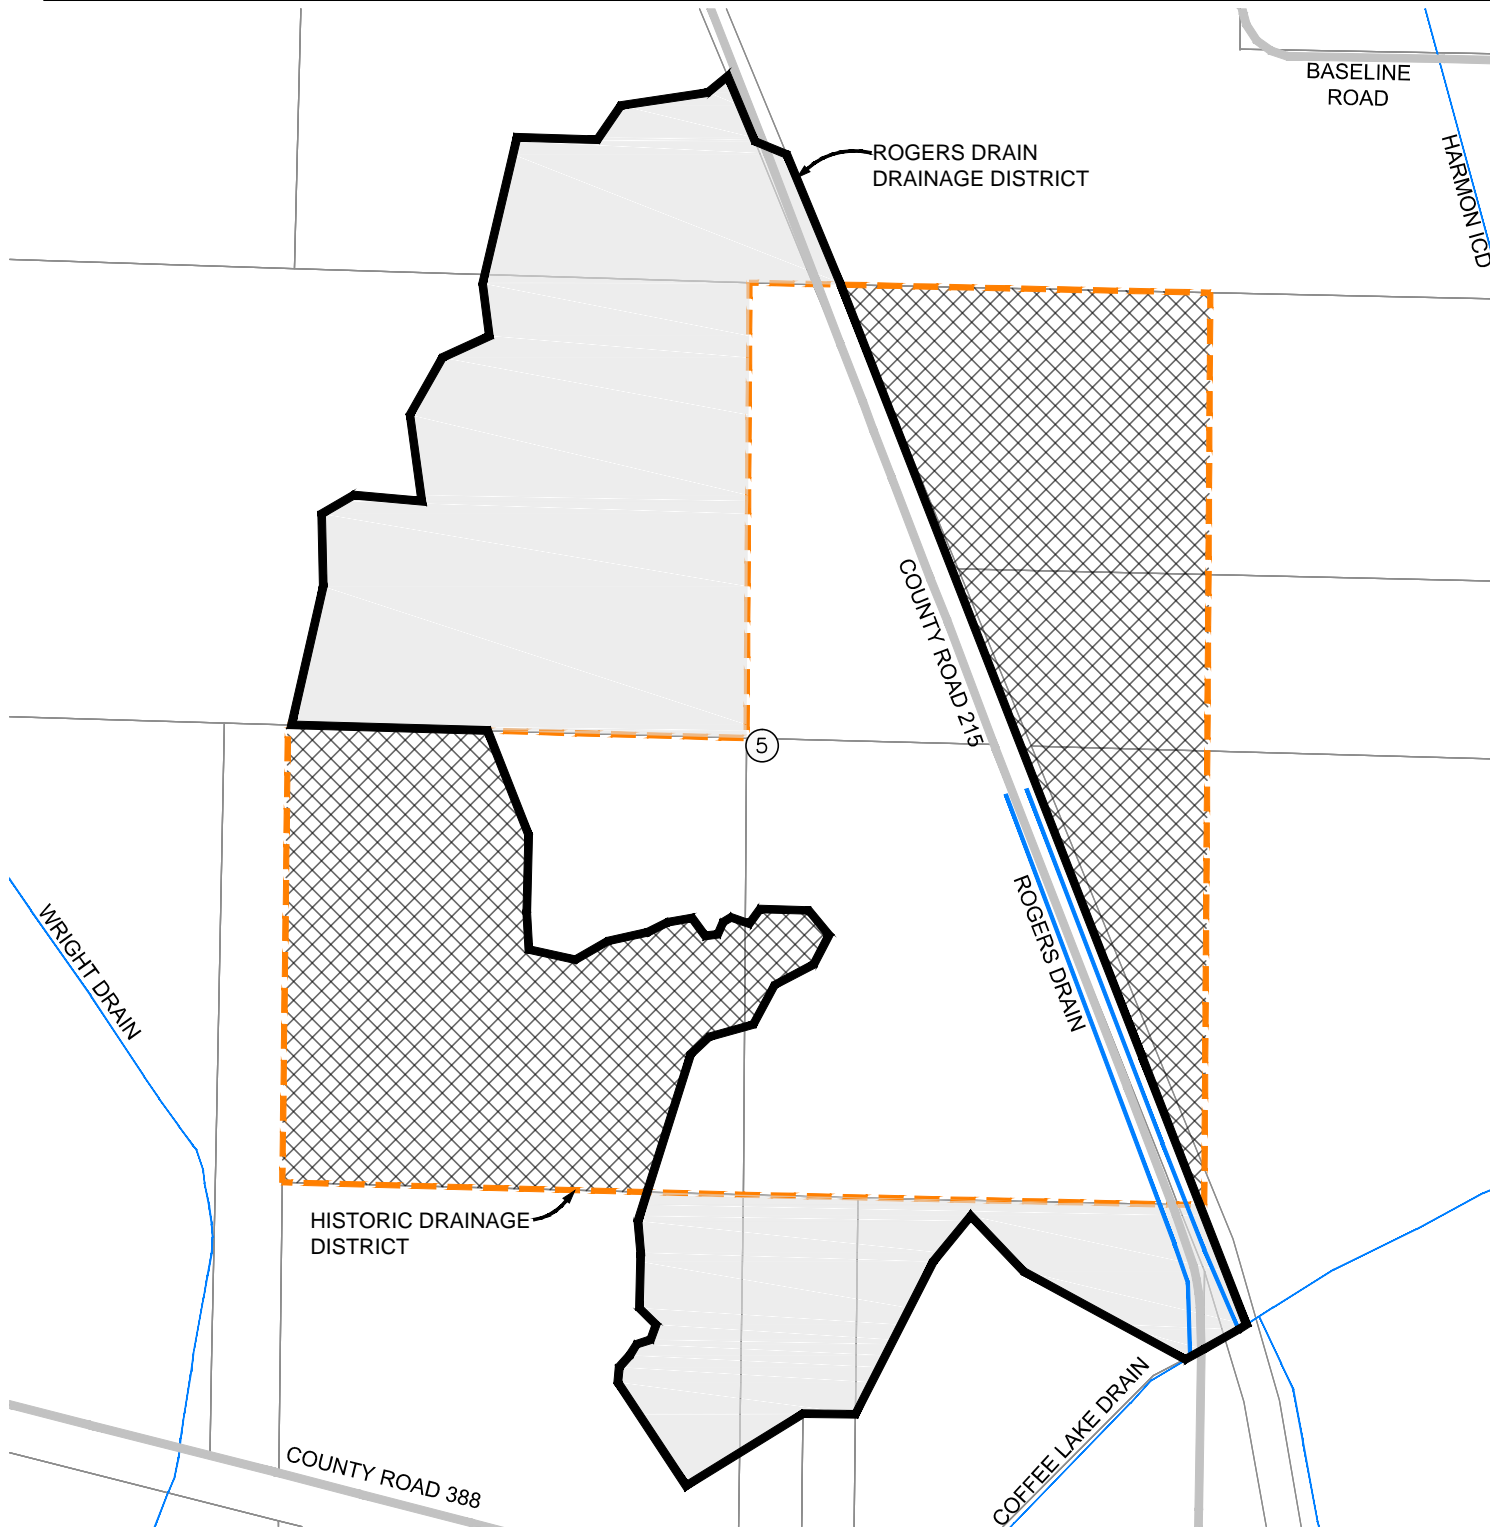 BASELINE
ROAD
HARMON ICD
ROGERS DRAIN
DRAINAGE DISTRICT
COUNTY ROAD 215
5
ROGERS DRAIN
WRIGHT DRAIN
HISTORIC DRAINAGE
DISTRICT
COFFEE LAKE DRAIN
COUNTY ROAD 388